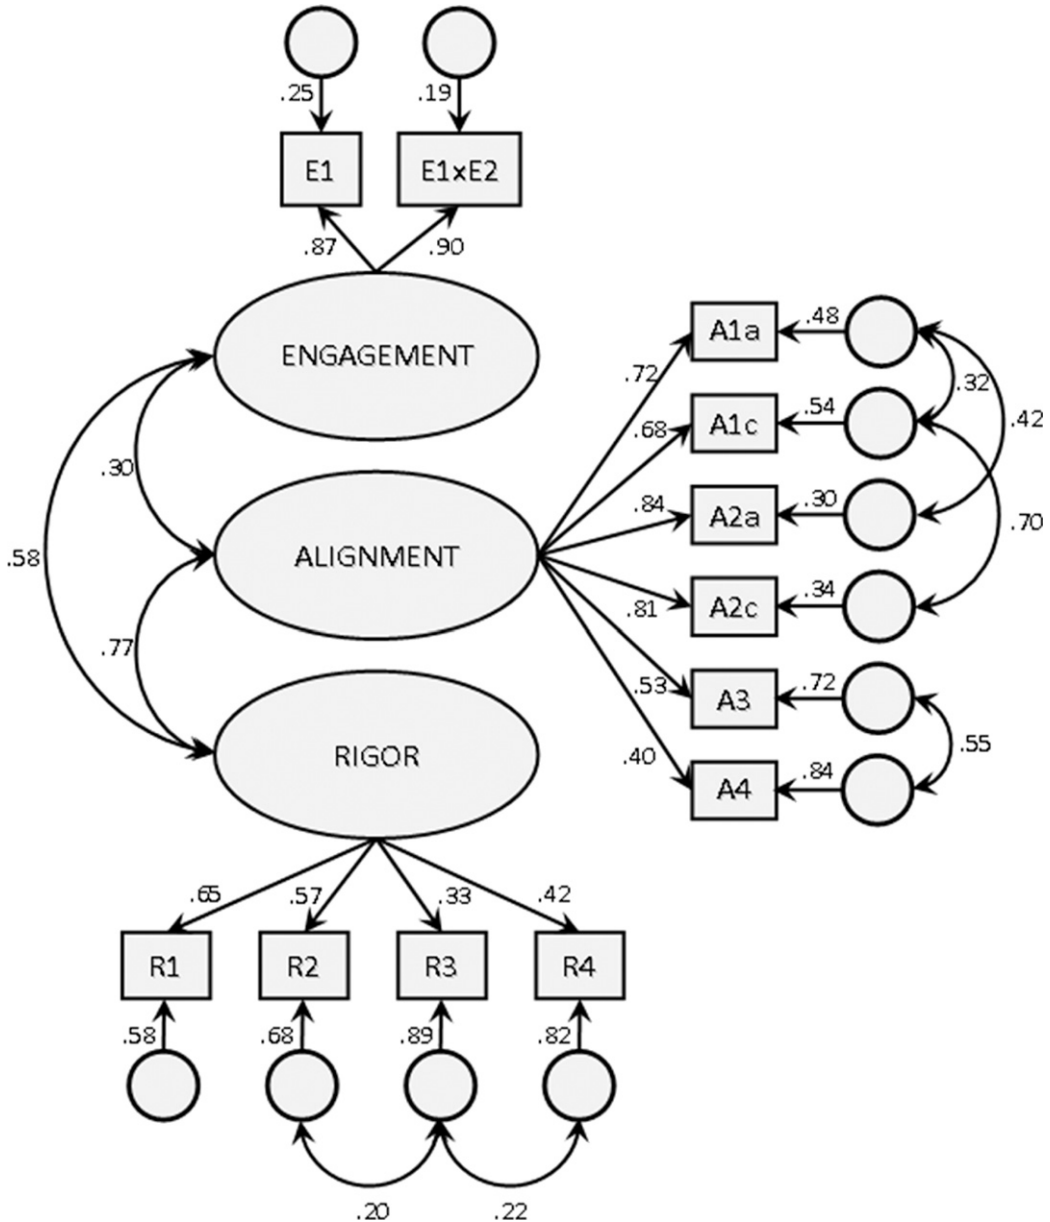 .25
.19
E1
E1xE2
.87
.90
ENGAGEMENT
A1a
.48
.72
.32
.42
.68
A1c
.54
.30
.84
A2a
.30
.70
ALIGNMENT
.58
.81
A2c
.34
.77
.53
A3
.72
.55
RIGOR
.40
A4
.84
.65
.57
.33
.42
R1
R2
R3
R4
.58
.68
.89
.82
.20
.22